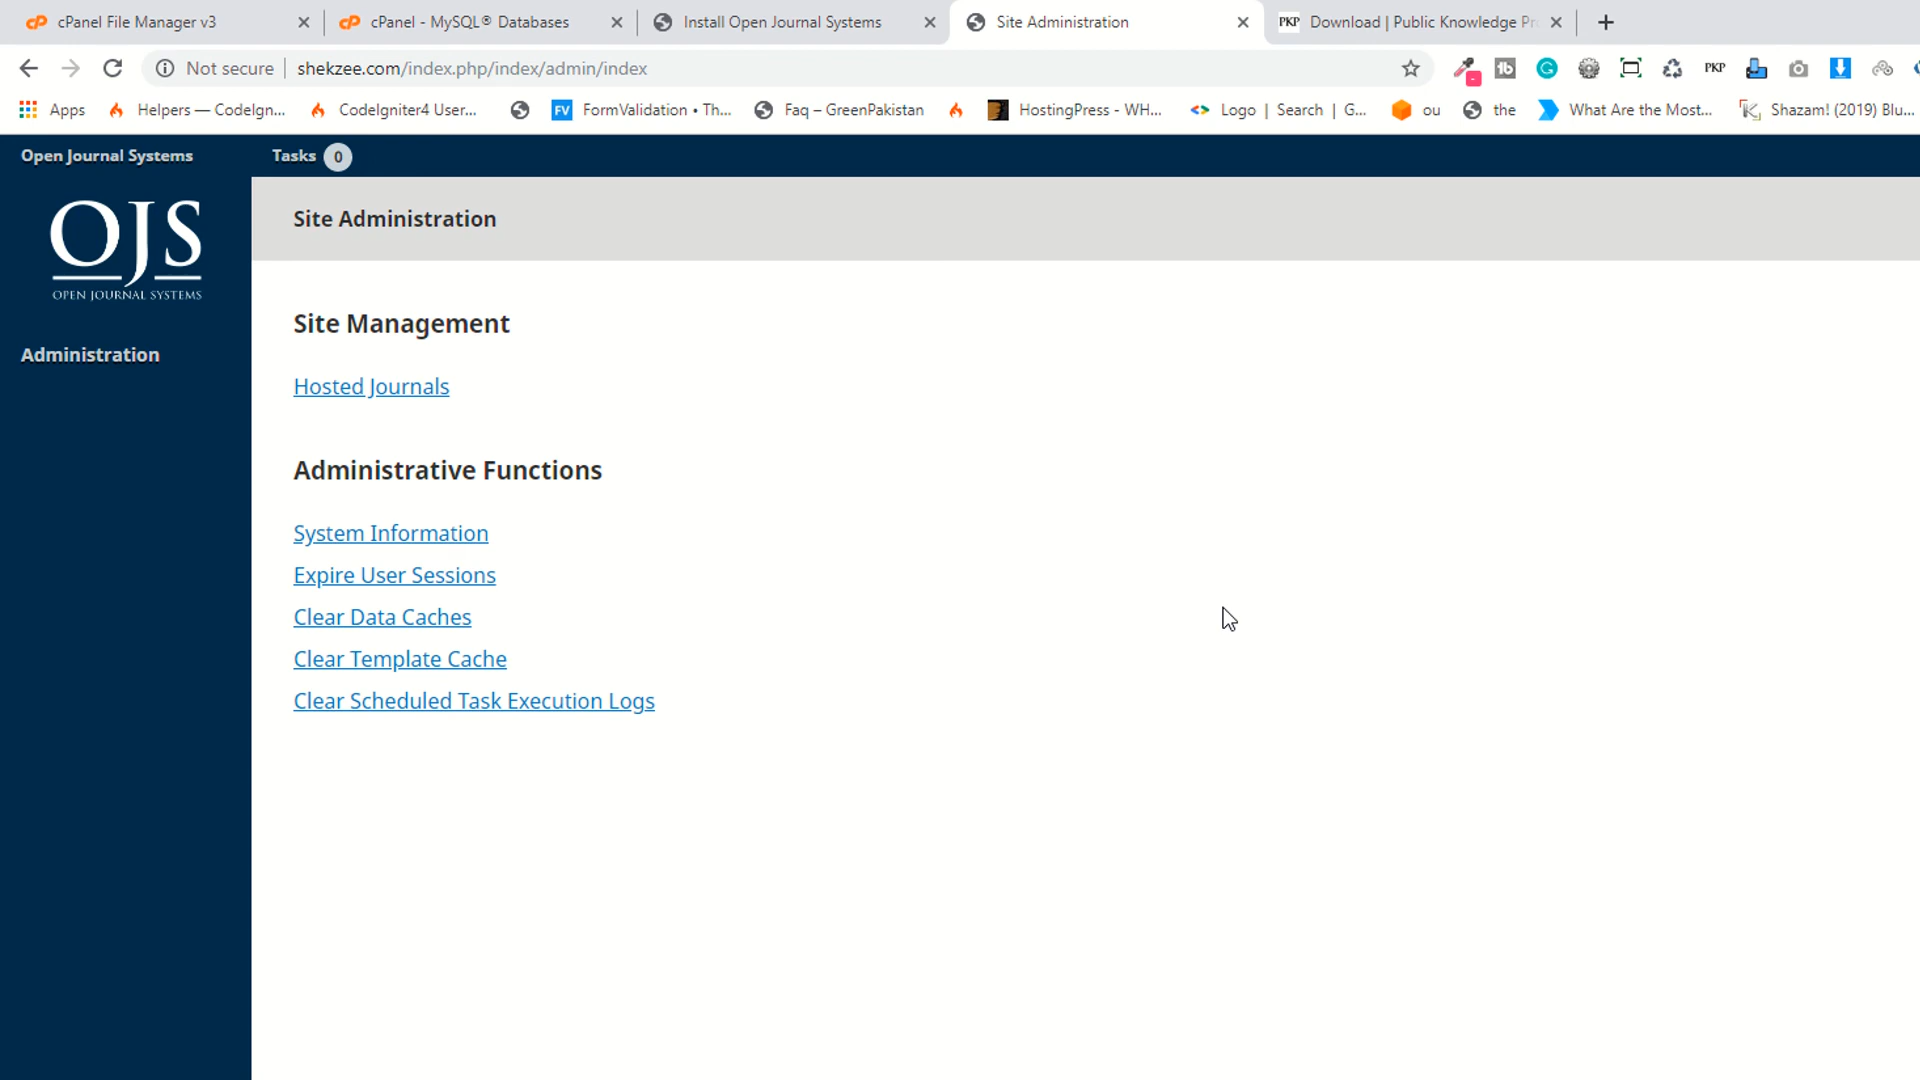 cPanel File Manager v3
cPanel - MySQL® Databases
Install Open Journal Systems
Site Administration
PKP Download | Public Knowledge Pr
Not secure | shekzee.com/index.php/index/admin/index
PKP
Apps
Helpers — CodeIgn...
CodeIgniter4 User...
FV FormValidation • Th...
Faq – GreenPakistan
HostingPress - WH...
Logo | Search | G...
ou
the
What Are the Most...
Shazam! (2019) Blu...
Open Journal Systems
Tasks 0
OJS
OPEN JOURNAL SYSTEMS
Administration
Site Administration
Site Management
Hosted Journals
Administrative Functions
System Information
Expire User Sessions
Clear Data Caches
Clear Template Cache
Clear Scheduled Task Execution Logs